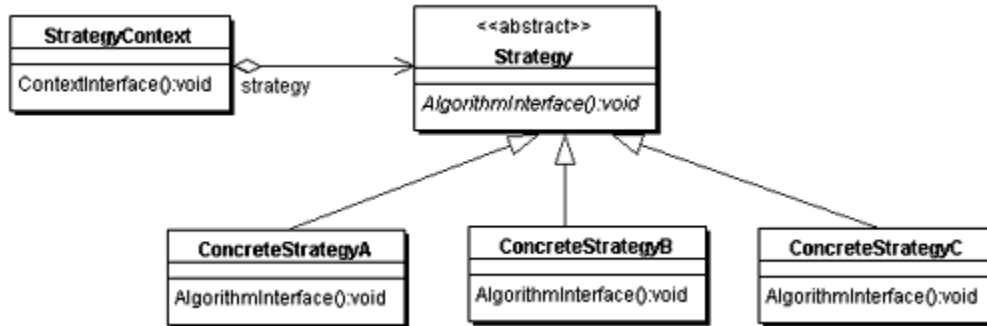 StrategyContext
ContextInterface():void
strategy
<<abstract>>
Strategy
AlgorithmInterface():void
ConcreteStrategyA
AlgorithmInterface():void
ConcreteStrategyB
AlgorithmInterface():void
ConcreteStrategyC
AlgorithmInterface():void